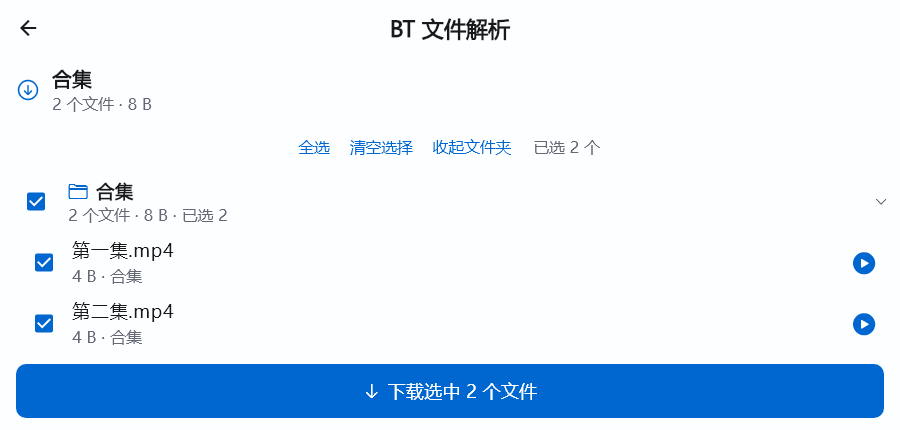 BT 文件解析
合集
2 个文件 · 8 B
全选 清空选择 收起文件夹 已选 2 个
合集
2 个文件 · 8 B · 已选 2
第一集.mp4
4 B · 合集
第二集.mp4
4 B · 合集
下载选中 2 个文件